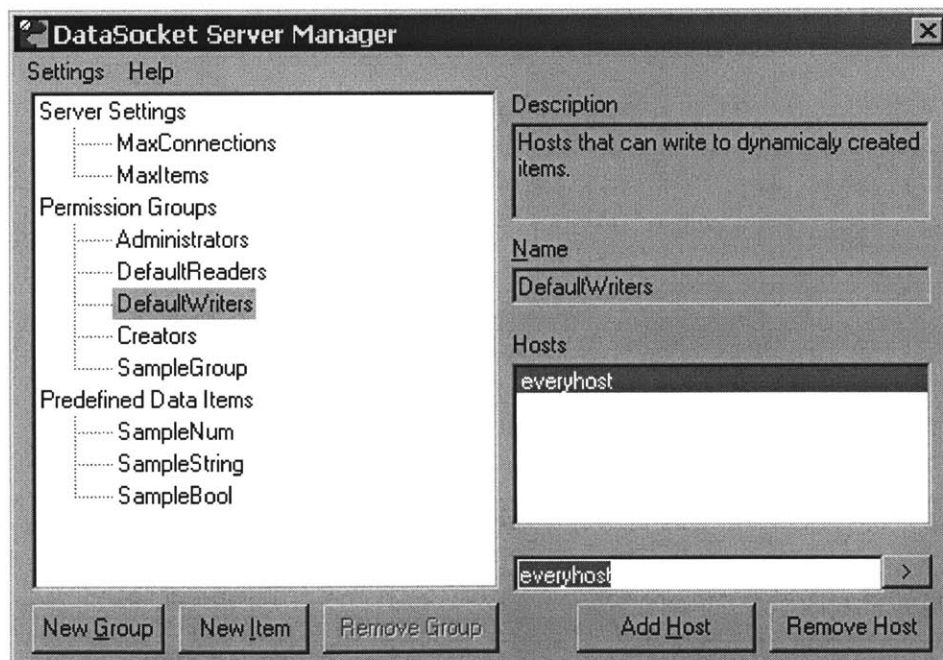 DataSocket Server Manager
Settings Help
Server Settings
MaxConnections
MaxItems
Permission Groups
Administrators
DefaultReaders
DefaultWriters
Creators
SampleGroup
Predefined Data Items
SampleNum
SampleString
SampleBool
New Group New Item Remove Group
Description
Hosts that can write to dynamicaly created
items.
Name
DefaultWriters
Hosts
everyhost
everyhost >
Add Host Remove Host